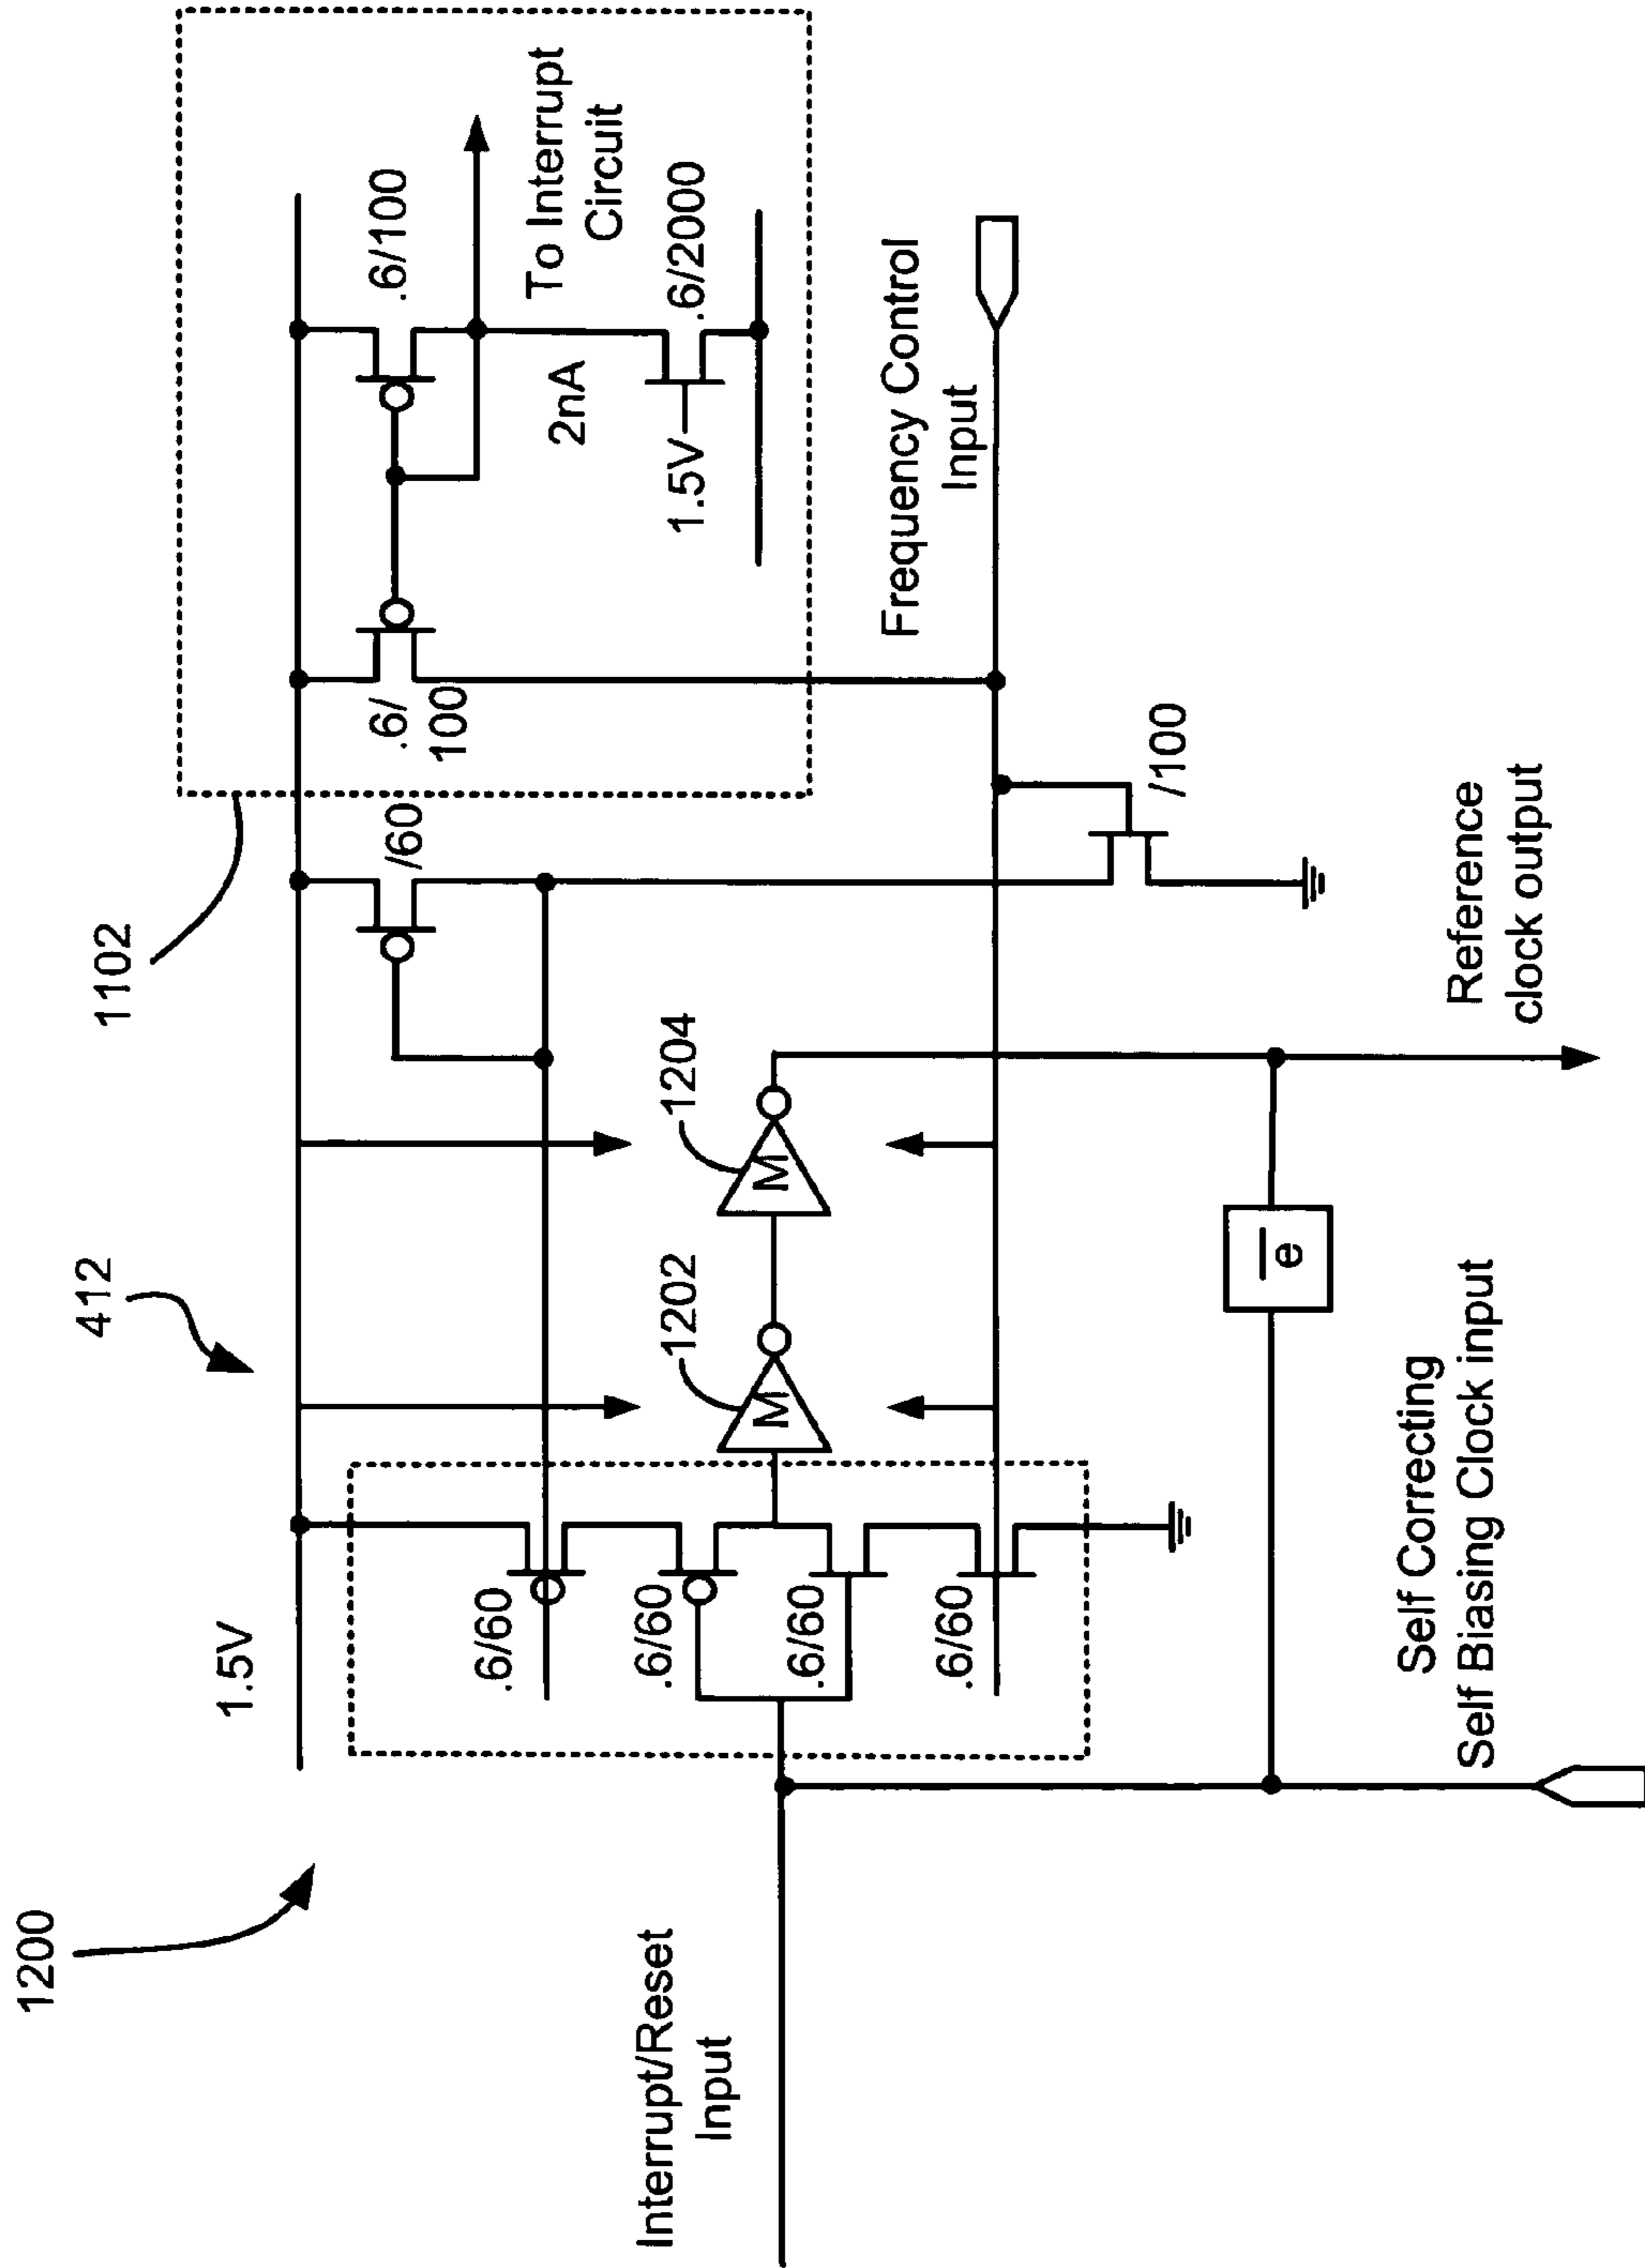 1200
412
1102
1.5V
.6/60
.6/60
.6/60
.6/60
M
1202
M
1204
/60
.6/
100
.6/100
To Interrupt
Circuit
2nA
1.5V
.6/2000
Frequency Control
Input
/100
Interrupt/Reset
Input
e
Self Correcting
Self Biasing Clock input
Reference
clock output